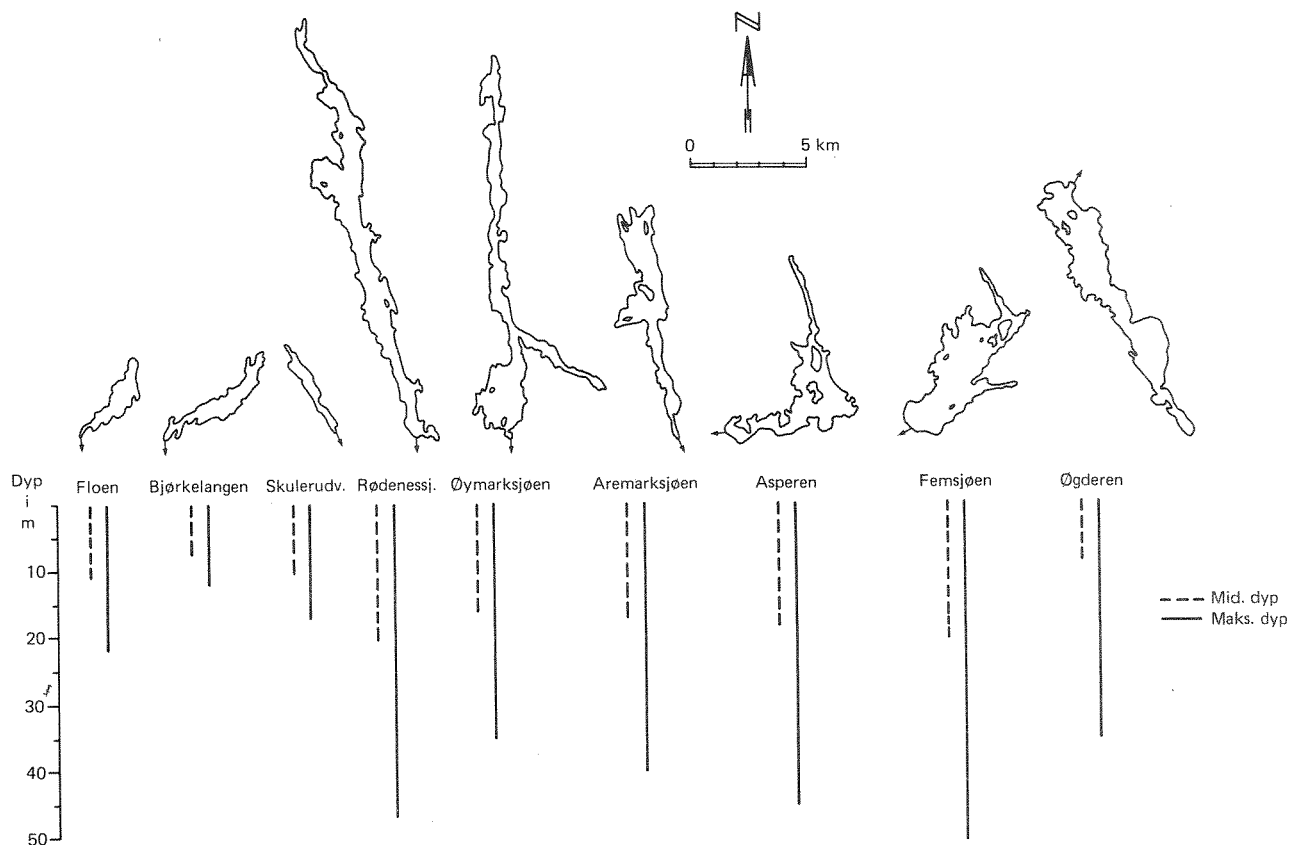 N
0 5 km
Dyp
i
m
Floen Bjørkelangen Skulerudv. Rødenessj. Øymarksjøen Aremarksjøen Asperen Femsjøen Øgderen
10
20
30
40
50
Mid. dyp
Maks. dyp